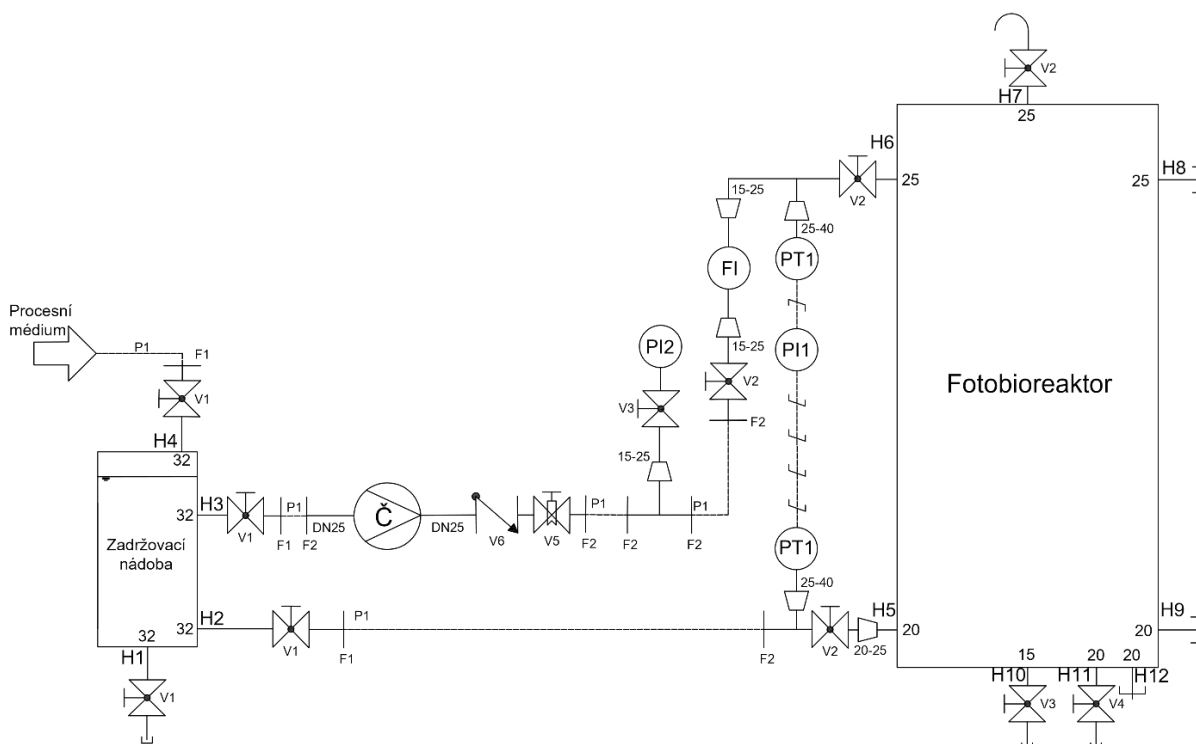 V2
H7
25
H6
25
V2
25
H8
15-25
25-40
FI
PT1
Procesní
médium
P1
F1
V1
PI2
15-25
PI1
V2
Fotobioreaktor
V3
F2
H4
32
15-25
H3
32
V1
P1
F1
F2
DN25
Č
DN25
V6
V5
P1
F2
F2
P1
F2
Zadržovací
nádoba
PT1
25-40
H2
32
V1
P1
F1
F2
V2
20-25
H5
20
H9
20
32
H1
V1
15
H10
V3
20
H11
V4
20
H12